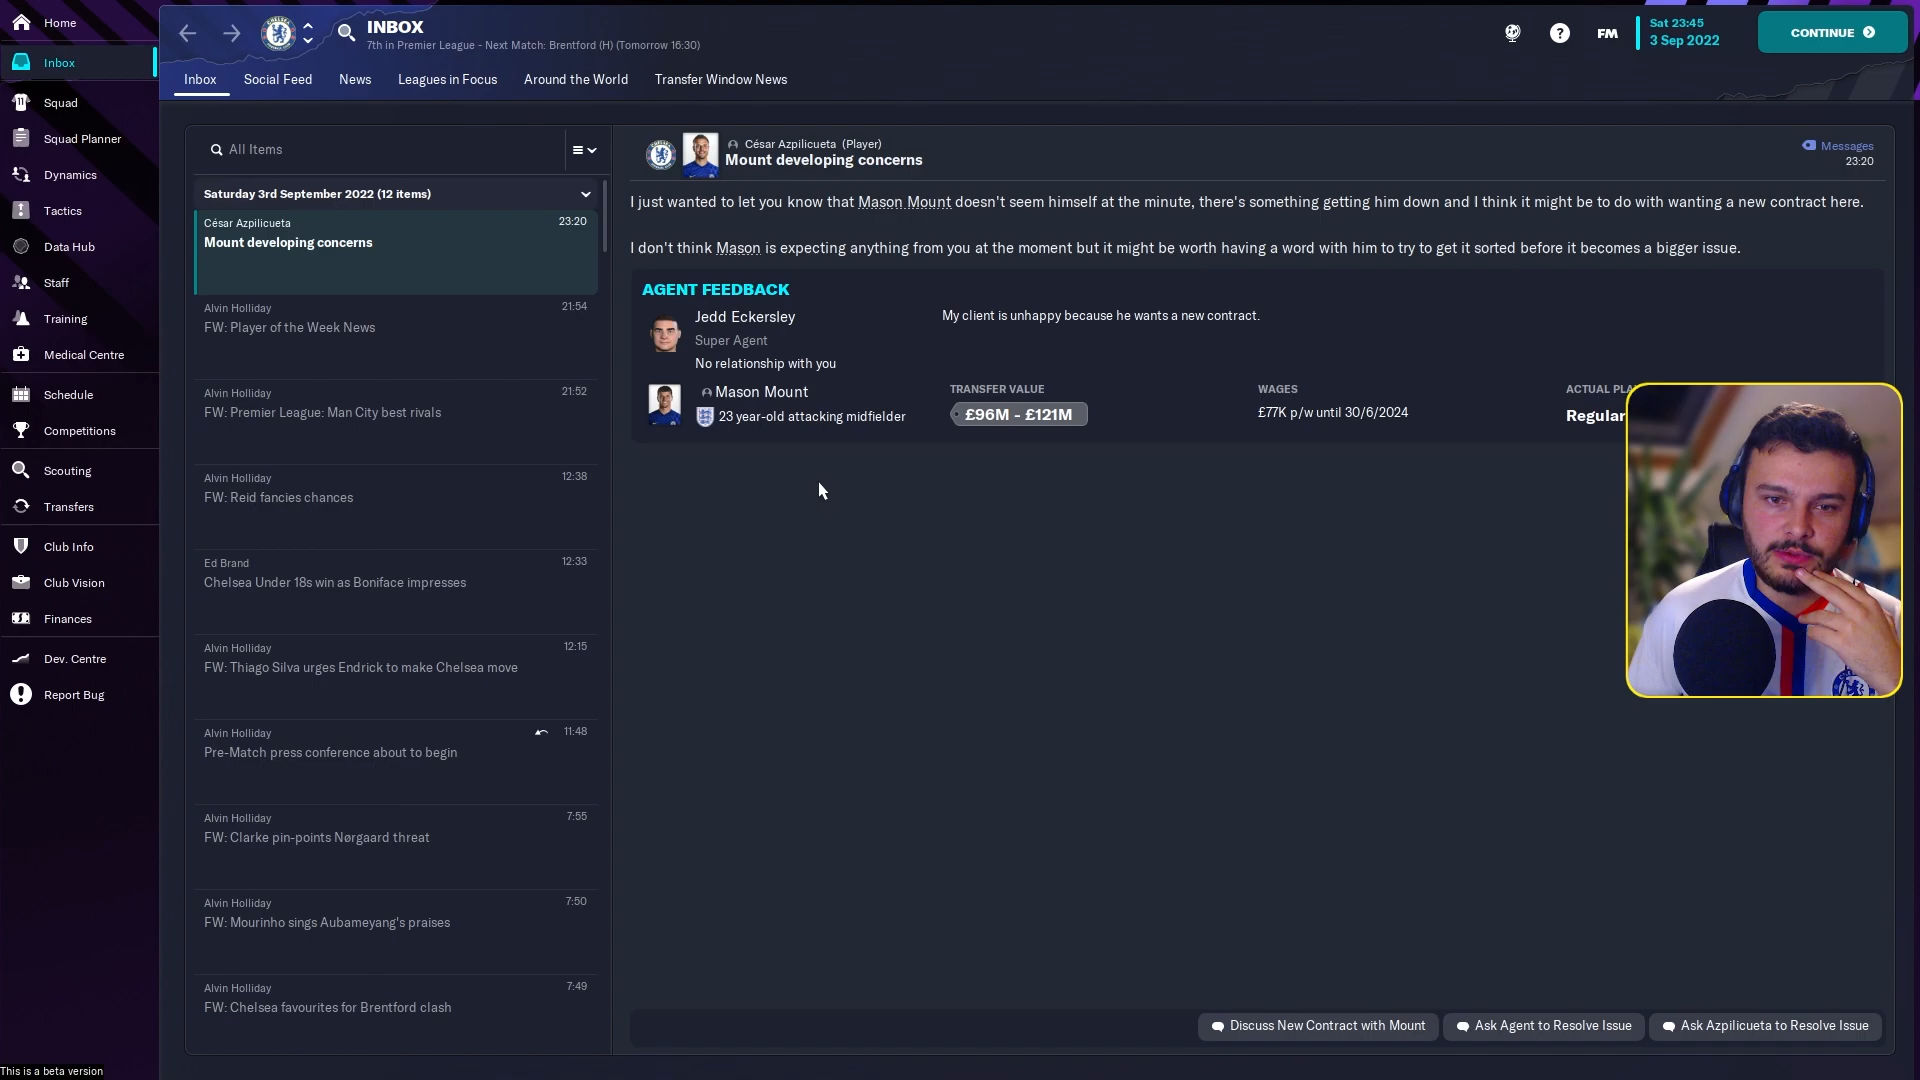 Home
Inbox
Squad
Squad Planner
Dynamics
Tactics
Data Hub
Staff
Training
Medical Centre
Schedule
Competitions
Scouting
Transfers
Club Info
Club Vision
Finances
Dev. Centre
Report Bug
This is a beta version
INBOX
7th in Premier League - Next Match: Brentford (H) (Tomorrow 16:30)
FM
Sat 23:45
3 Sep 2022
CONTINUE
Inbox Social Feed News Leagues in Focus Around the World Transfer Window News
All Items
Saturday 3rd September 2022 (12 items)
César Azpilicueta 23:20
Mount developing concerns
Alvin Holliday 21:54
FW: Player of the Week News
Alvin Holliday 21:52
FW: Premier League: Man City best rivals
Alvin Holliday 12:38
FW: Reid fancies chances
Ed Brand 12:33
Chelsea Under 18s win as Boniface impresses
Alvin Holliday 12:15
FW: Thiago Silva urges Endrick to make Chelsea move
Alvin Holliday 11:48
Pre-Match press conference about to begin
Alvin Holliday 7:55
FW: Clarke pin-points Nørgaard threat
Alvin Holliday 7:50
FW: Mourinho sings Aubameyang's praises
Alvin Holliday 7:49
FW: Chelsea favourites for Brentford clash
César Azpilicueta (Player)
Mount developing concerns
Messages
23:20
I just wanted to let you know that Mason Mount doesn't seem himself at the minute, there's something getting him down and I think it might be to do with wanting a new contract here.
I don't think Mason is expecting anything from you at the moment but it might be worth having a word with him to try to get it sorted before it becomes a bigger issue.
AGENT FEEDBACK
Jedd Eckersley
Super Agent
No relationship with you
My client is unhappy because he wants a new contract.
Mason Mount
23 year-old attacking midfielder
TRANSFER VALUE
£96M - £121M
WAGES
£77K p/w until 30/6/2024
ACTUAL
Regular
Discuss New Contract with Mount
Ask Agent to Resolve Issue
Ask Azpilicueta to Resolve Issue